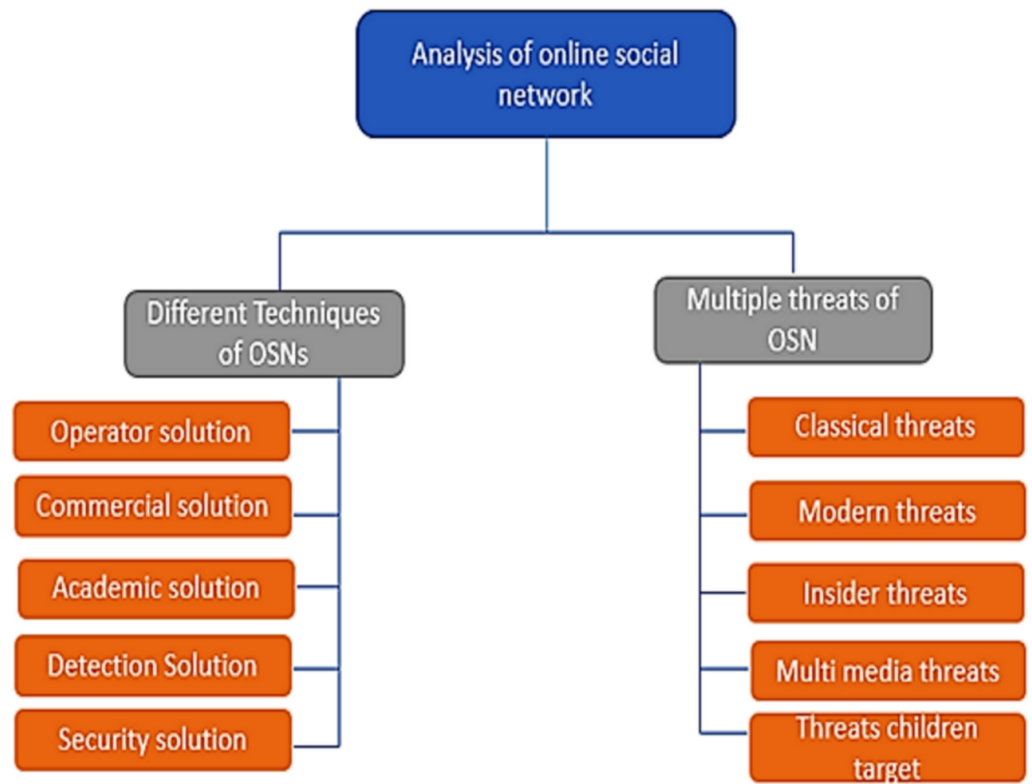 Analysis of online social
network
Different Techniques
of OSNs
Operator solution
Commercial solution
Academic solution
Detection Solution
Security solution
Multiple threats of
OSN
Classical threats
Modern threats
Insider threats
Multi media threats
Threats children
target